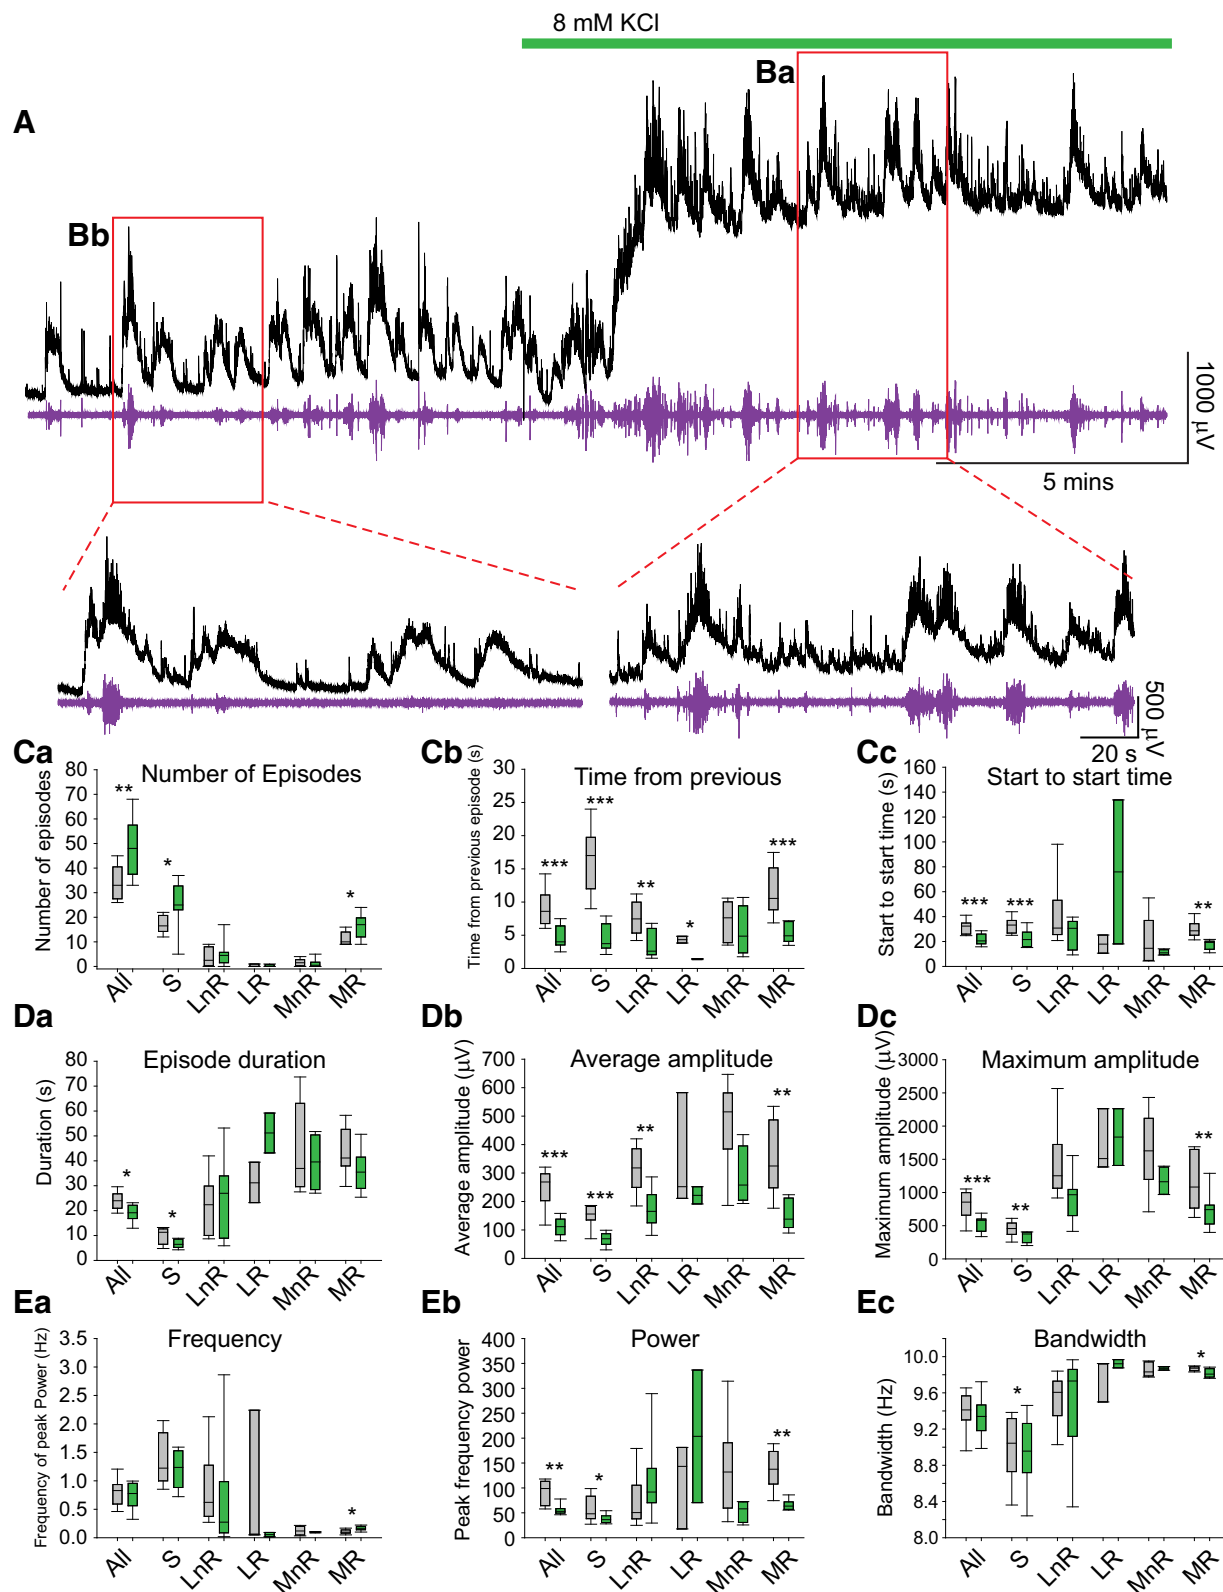 8 mM KCl
Ba
A
Bb
1000 µV
5 mins
500 µV
20 s
Ca
Number of Episodes
Number of episodes
80
70
60
50
40
30
20
10
0
**
*
*
All
S
LnR
LR
MnR
MR
Cb
Time from previous
Time from previous episode (s)
30
25
20
15
10
5
0
***
***
**
*
***
All
S
LnR
LR
MnR
MR
Cc
Start to start time
Start to start time (s)
160
140
120
100
80
60
40
20
0
***
***
**
All
S
LnR
LR
MnR
MR
Da
Episode duration
Duration (s)
80
70
60
50
40
30
20
10
0
*
*
All
S
LnR
LR
MnR
MR
Db
Average amplitude
Average amplitude (µV)
700
600
500
400
300
200
100
0
***
***
**
**
All
S
LnR
LR
MnR
MR
Dc
Maximum amplitude
Maximum amplitude (µV)
3000
2500
2000
1500
1000
500
0
***
**
**
All
S
LnR
LR
MnR
MR
Ea
Frequency
Frequency of peak Power (Hz)
3.5
3.0
2.5
2.0
1.5
1.0
0.5
0.0
*
All
S
LnR
LR
MnR
MR
Eb
Power
Peak frequency power
400
350
300
250
200
150
100
50
0
**
*
**
All
S
LnR
LR
MnR
MR
Ec
Bandwidth
Bandwidth (Hz)
10.0
9.6
9.2
8.8
8.4
8.0
*
*
All
S
LnR
LR
MnR
MR